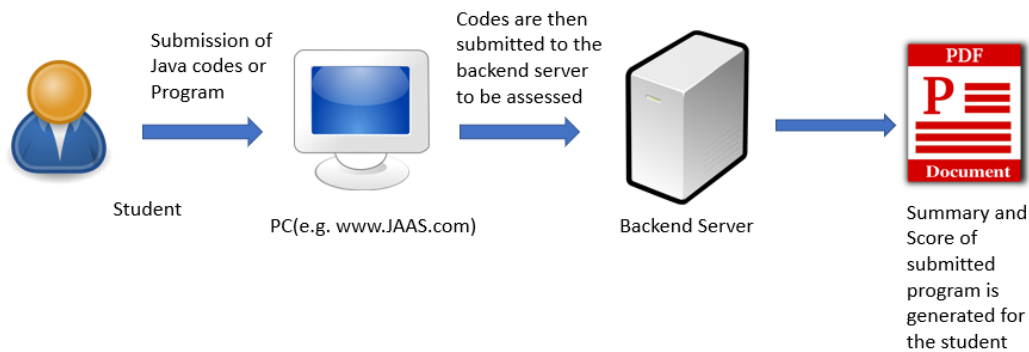 Submission of
Java codes or
Program
Codes are then
submitted to the
backend server
to be assessed
PDF
P
Document
Student
PC(e.g. www.JAAS.com)
Backend Server
Summary and
Score of
submitted
program is
generated for
the student